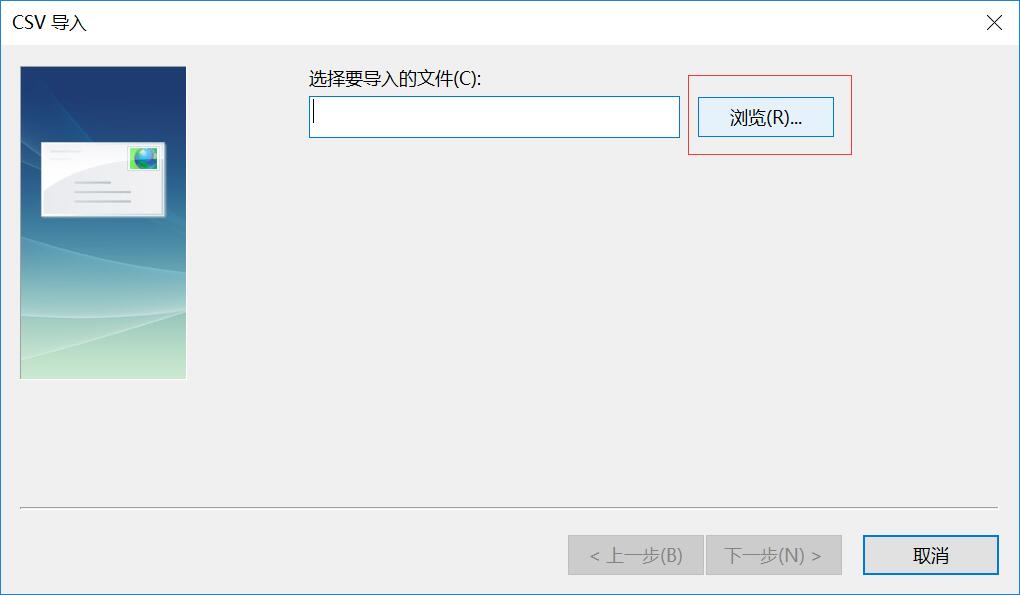 CSV 导入
选择要导入的文件(C):
浏览(R)...
< 上一步(B)
下一步(N) >
取消